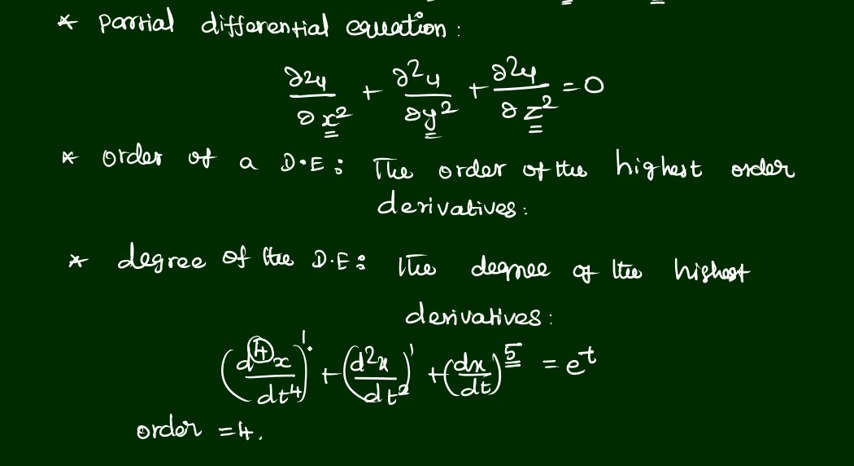 * Partial differential equation:
∂²u/∂x² + ∂²u/∂y² + ∂²u/∂z² = 0
* order of a D.E: The order of the highest order
derivatives:
* degree of the D.E: The degree of the highest
derivatives:
(d⁴x/dt⁴)¹ + (d²x/dt²)¹ + (dx/dt)⁵ = eᵗ
order = 4.